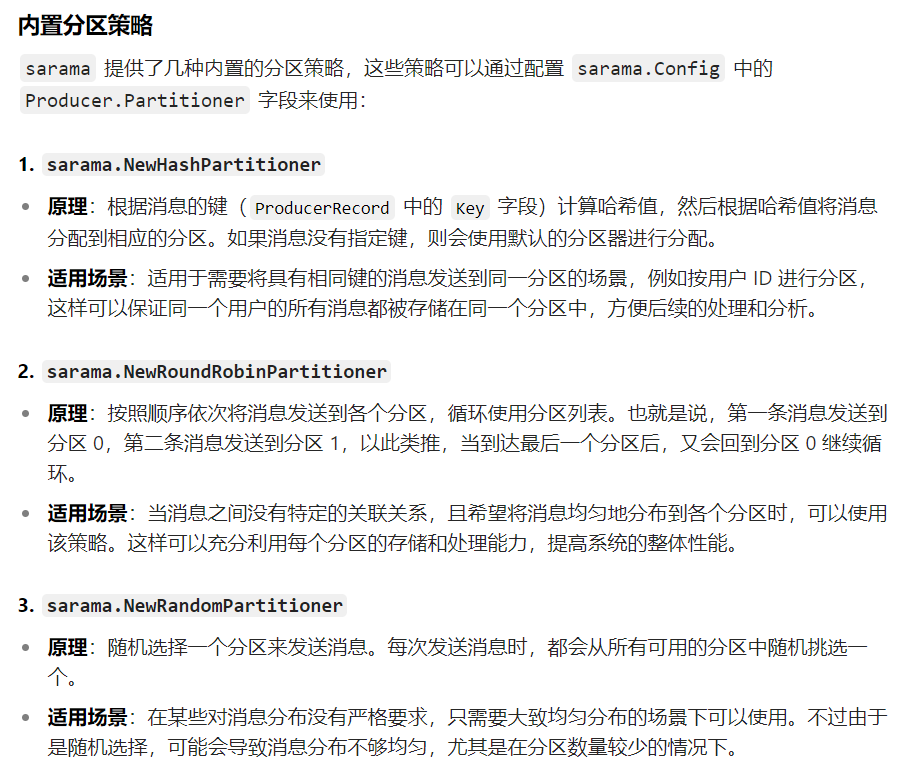 内置分区策略
sarama 提供了几种内置的分区策略，这些策略可以通过配置 sarama.Config 中的
Producer.Partitioner 字段来使用：
1. sarama.NewHashPartitioner
• 原理：根据消息的键（ProducerRecord 中的 Key 字段）计算哈希值，然后根据哈希值将消息
分配到相应的分区。如果消息没有指定键，则会使用默认的分区器进行分配。
• 适用场景：适用于需要将具有相同键的消息发送到同一分区的场景，例如按用户 ID 进行分区，
这样可以保证同一个用户的所有消息都被存储在同一个分区中，方便后续的处理和分析。
2. sarama.NewRoundRobinPartitioner
• 原理：按照顺序依次将消息发送到各个分区，循环使用分区列表。也就是说，第一条消息发送到
分区 0，第二条消息发送到分区 1，以此类推，当到达最后一个分区后，又会回到分区 0 继续循
环。
• 适用场景：当消息之间没有特定的关联关系，且希望将消息均匀地分布到各个分区时，可以使用
该策略。这样可以充分利用每个分区的存储和处理能力，提高系统的整体性能。
3. sarama.NewRandomPartitioner
• 原理：随机选择一个分区来发送消息。每次发送消息时，都会从所有可用的分区中随机挑选一
个。
• 适用场景：在某些对消息分布没有严格要求，只需要大致均匀分布的场景下可以使用。不过由于
是随机选择，可能会导致消息分布不够均匀，尤其是在分区数量较少的情况下。